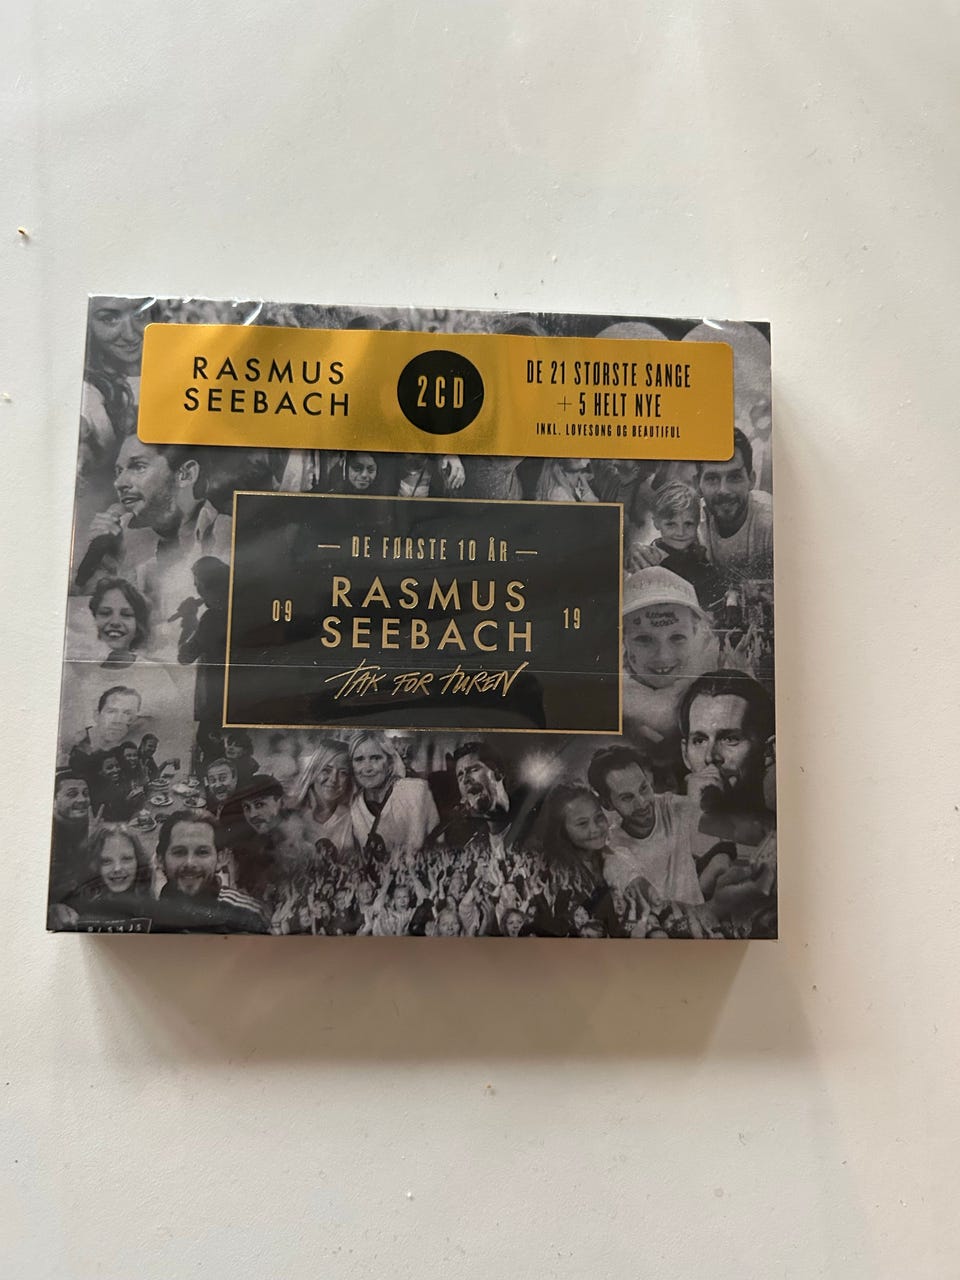 RASMUS
SEEBACH
2CD
DE 21 STØRSTE SANGE
+ 5 HELT NYE
INKL. LOVESONG OG BEAUTIFUL
DE FØRSTE 10 ÅR
09
RASMUS
SEEBACH
19
TAK FOR TUREN